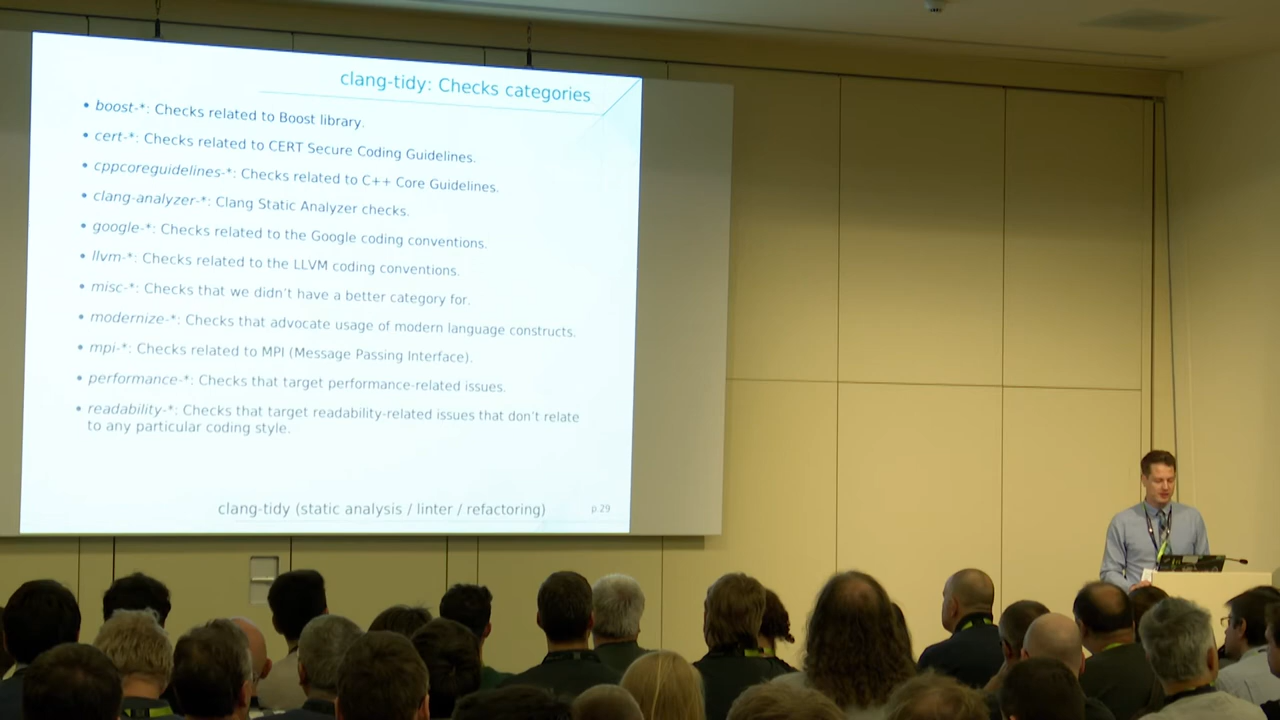 clang-tidy: Checks categories
• boost-*: Checks related to Boost library.
• cert-*: Checks related to CERT Secure Coding Guidelines.
• cppcoreguidelines-*: Checks related to C++ Core Guidelines.
• clang-analyzer-*: Clang Static Analyzer checks.
• google-*: Checks related to the Google coding conventions.
• llvm-*: Checks related to the LLVM coding conventions.
• misc-*: Checks that we didn't have a better category for.
• modernize-*: Checks that advocate usage of modern language constructs.
• mpi-*: Checks related to MPI (Message Passing Interface).
• performance-*: Checks that target performance-related issues.
• readability-*: Checks that target readability-related issues that don't relate
to any particular coding style.
clang-tidy (static analysis / linter / refactoring)
p.29